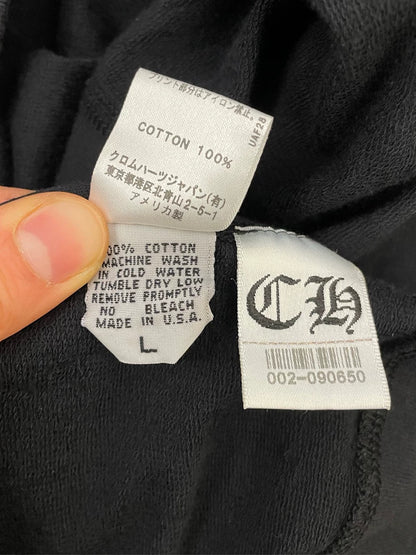 プリント部分はアイロン禁止。
COTTON 100%
UAF28
クロムハーツジャパン(有)
東京都港区北青山2-5-1
アメリカ製
100% COTTON
MACHINE WASH
IN COLD WATER
TUMBLE DRY LOW
REMOVE PROMPTLY
NO BLEACH
MADE IN U.S.A.
L
CH
002-090650